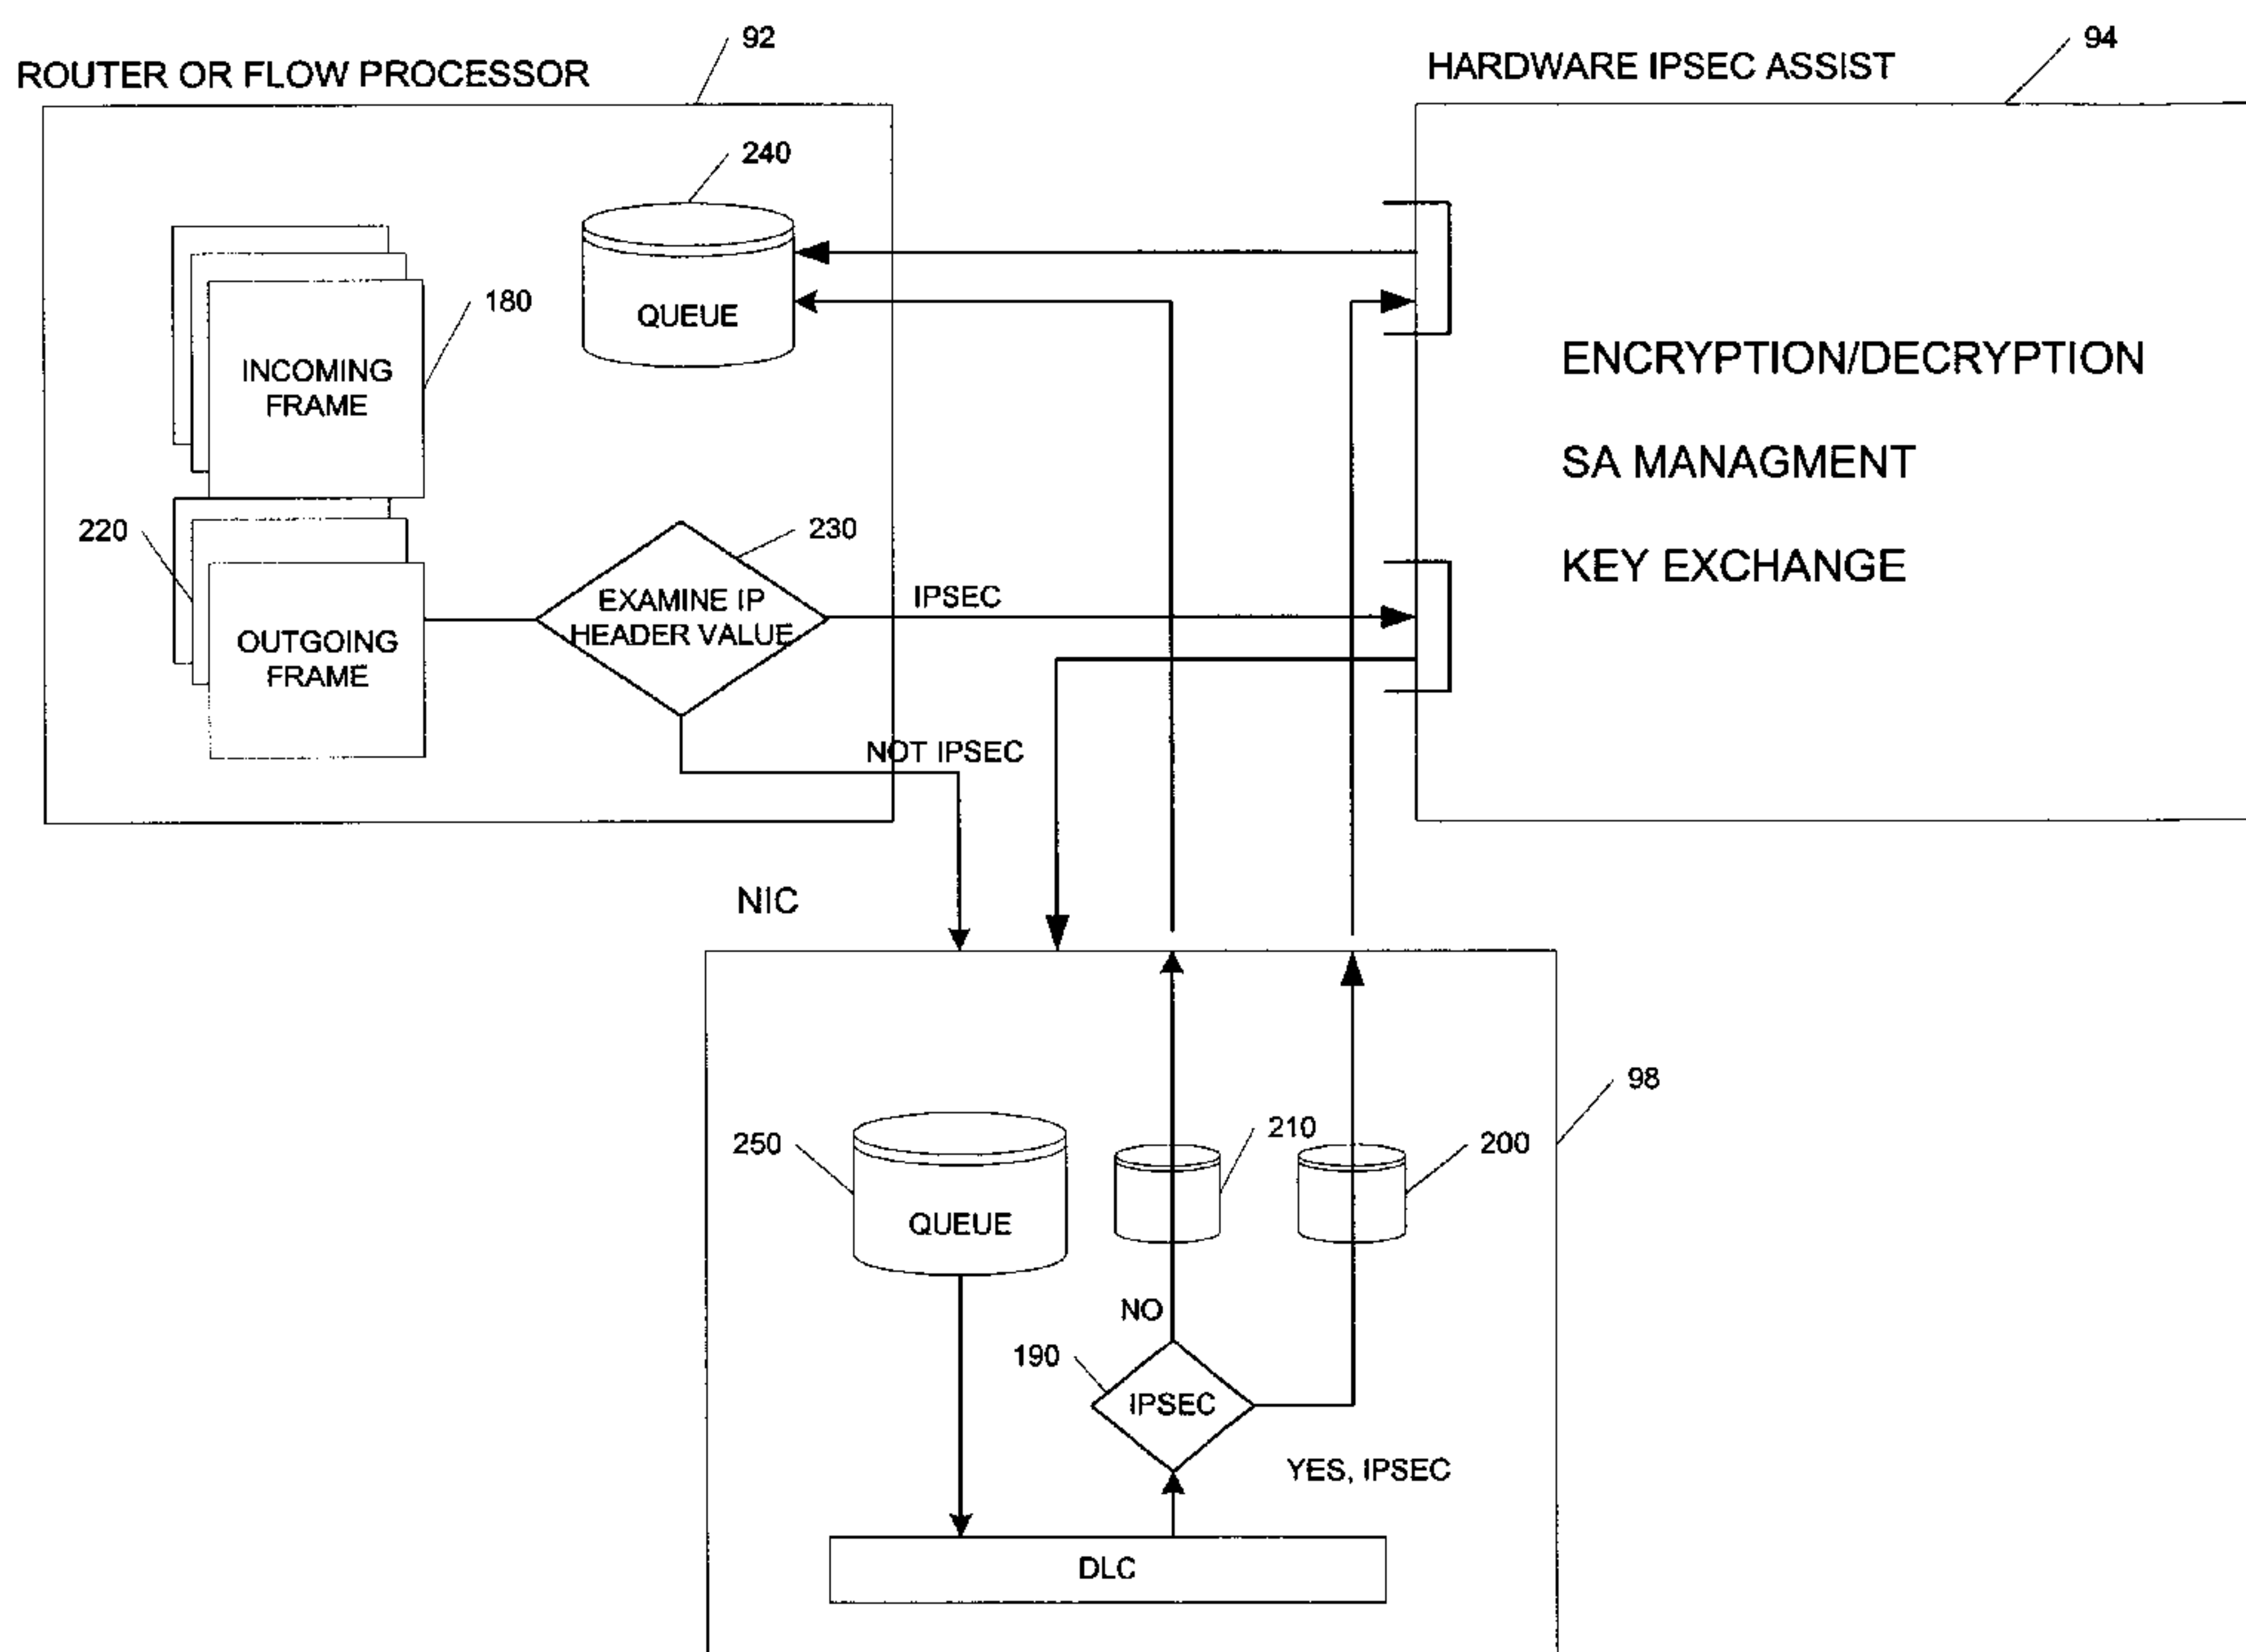 92
94
ROUTER OR FLOW PROCESSOR
HARDWARE IPSEC ASSIST
240
QUEUE
180
INCOMING
FRAME
ENCRYPTION/DECRYPTION
SA MANAGMENT
KEY EXCHANGE
220
230
EXAMINE IP
HEADER VALUE
IPSEC
OUTGOING
FRAME
NOT IPSEC
NIC
98
250
210
200
QUEUE
NO
190
IPSEC
YES, IPSEC
DLC